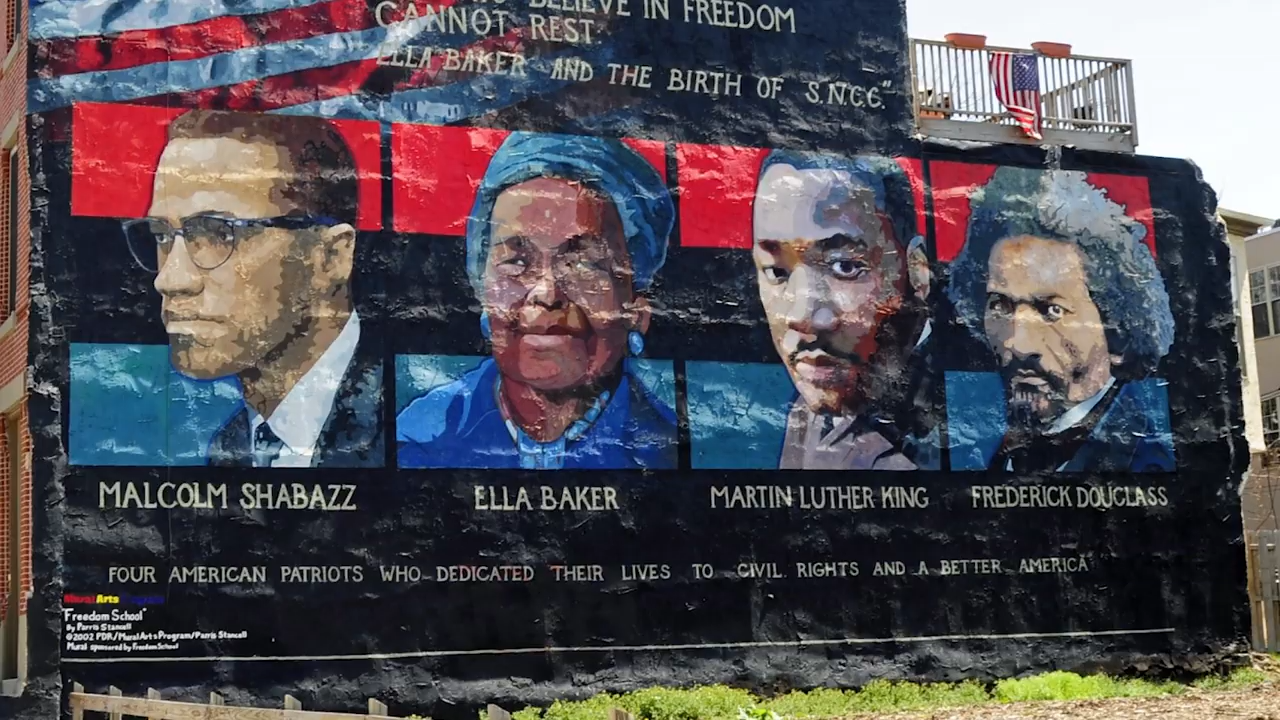 BELIEVE IN FREEDOM
CANNOT REST
ELLA BAKER AND THE BIRTH OF S.N.C.C."
MALCOLM SHABAZZ
ELLA BAKER
MARTIN LUTHER KING
FREDERICK DOUGLASS
FOUR AMERICAN PATRIOTS WHO DEDICATED THEIR LIVES TO CIVIL RIGHTS AND A BETTER AMERICA
Mural Arts Program
"Freedom School"
By Parris Stancell
©2002 PDR/Mural Arts Program/Parris Stancell
Mural sponsored by Freedom School